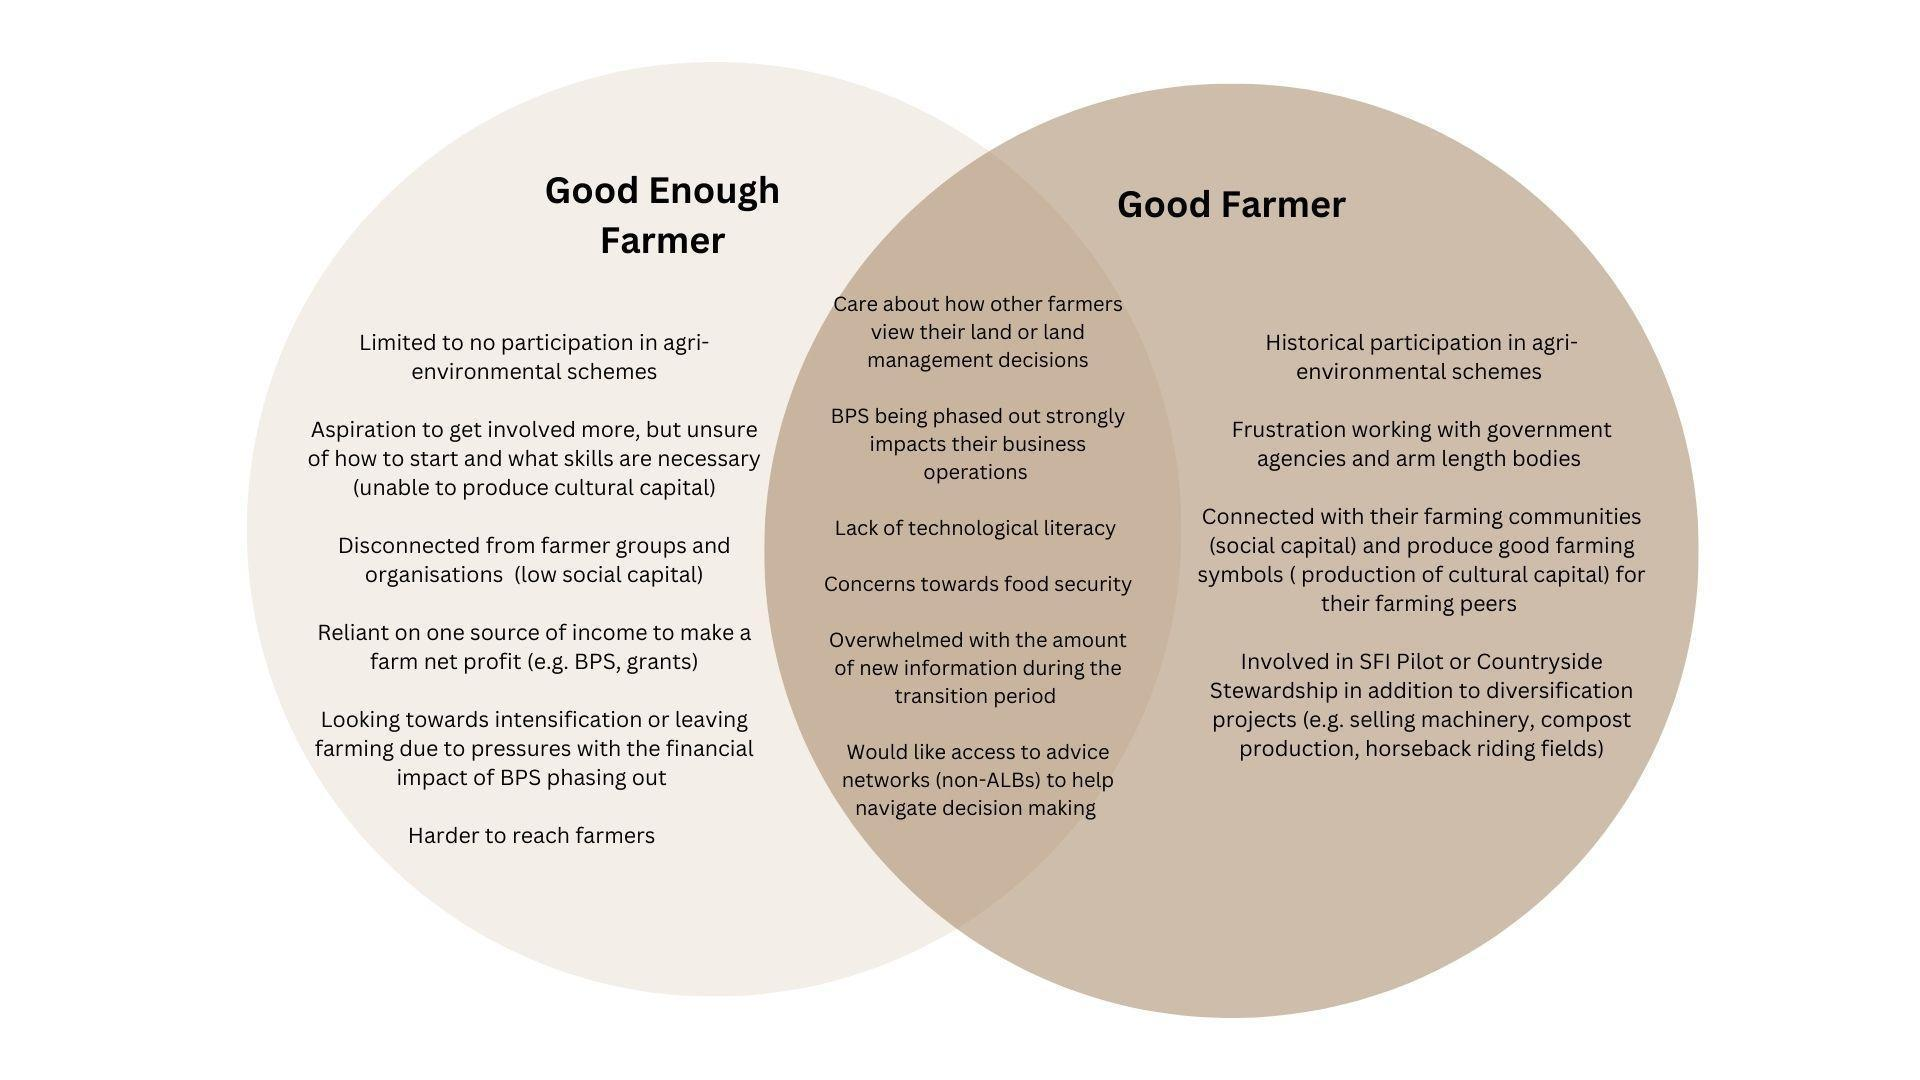 Good Enough
Farmer
Limited to no participation in agri-
environmental schemes
Aspiration to get involved more, but unsure
of how to start and what skills are necessary
(unable to produce cultural capital)
Disconnected from farmer groups and
organisations (low social capital)
Reliant on one source of income to make a
farm net profit (e.g. BPS, grants)
Looking towards intensification or leaving
farming due to pressures with the financial
impact of BPS phasing out
Harder to reach farmers
Care about how other farmers
view their land or land
management decisions
BPS being phased out strongly
impacts their business
operations
Lack of technological literacy
Concerns towards food security
Overwhelmed with the amount
of new information during the
transition period
Would like access to advice
networks (non-ALBs) to help
navigate decision making
Good Farmer
Historical participation in agri-
environmental schemes
Frustration working with government
agencies and arm length bodies
Connected with their farming communities
(social capital) and produce good farming
symbols ( production of cultural capital) for
their farming peers
Involved in SFI Pilot or Countryside
Stewardship in addition to diversification
projects (e.g. selling machinery, compost
production, horseback riding fields)